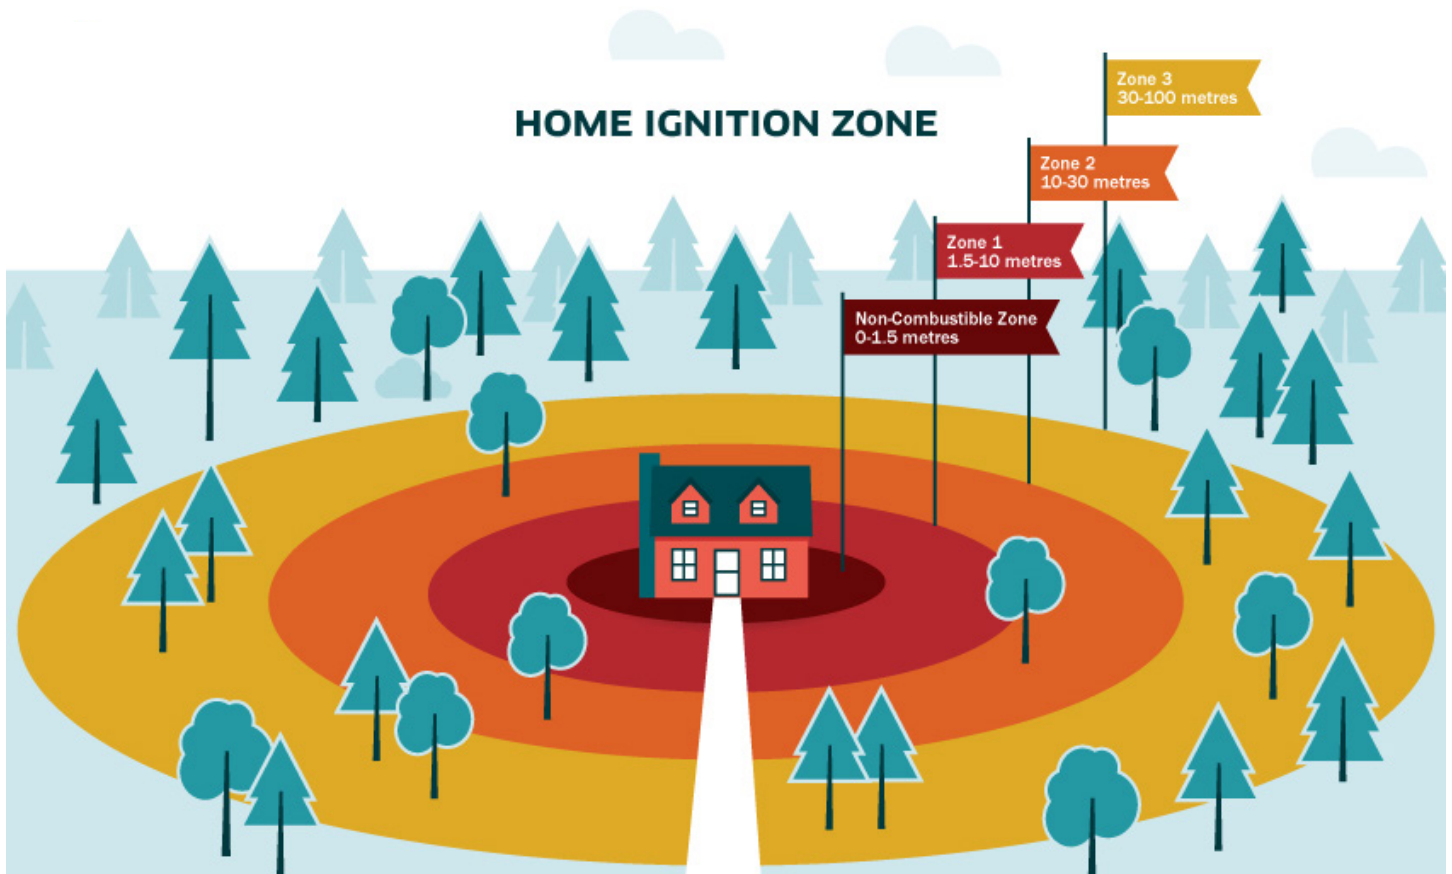 HOME IGNITION ZONE
Zone 3
30-100 metres
Zone 2
10-30 metres
Zone 1
1.5-10 metres
Non-Combustible Zone
0-1.5 metres